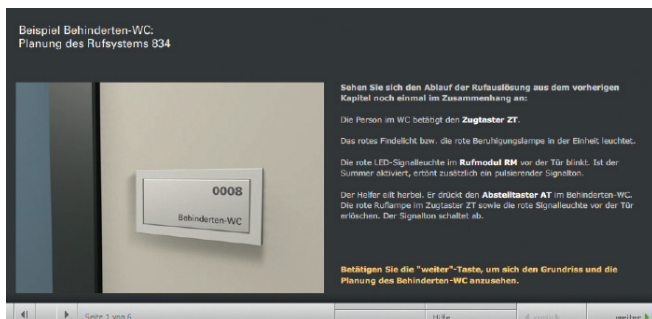 Beispiel Behinderten-WC:
Planung des Rufsystems 834
Sehen Sie sich den Ablauf der Rufauslösung aus dem vorherigen
Kapitel noch einmal im Zusammenhang an:
Die Person im WC betätigt den Zugtaster ZT.
Das rotes Findelicht bzw. die rote Beruhigungslampe in der Einheit leuchtet.
Die rote LED-Signalleuchte im Rufmodul RM vor der Tür blinkt. Ist der
Summer aktiviert, ertönt zusätzlich ein pulsierender Signalton.
Der Helfer eilt herbei. Er drückt den Abstelltaster AT im Behinderten-WC.
Die rote Ruflampe im Zugtaster ZT sowie die rote Signalleuchte vor der Tür
erlöschen. Der Signalton schaltet ab.
0008
Behinderten-WC
Betätigen Sie die "weiter"-Taste, um sich den Grundriss und die
Planung des Behinderten-WC anzusehen.
Seite 1 von 6
Hilfe
zurück
weiter